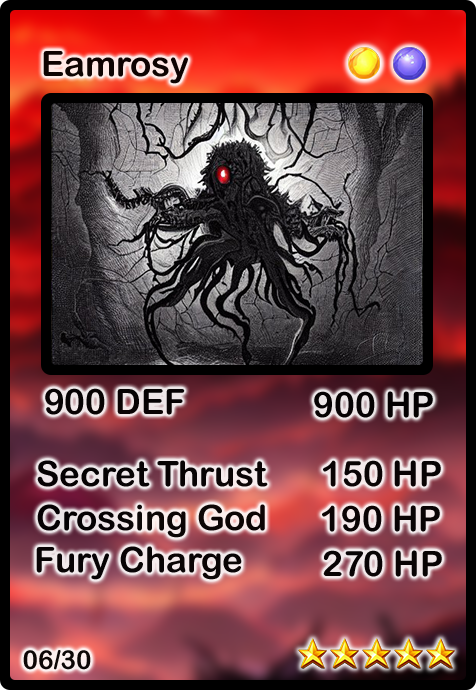 Eamrosy
900 DEF 900 HP
Secret Thrust 150 HP
Crossing God 190 HP
Fury Charge 270 HP
06/30